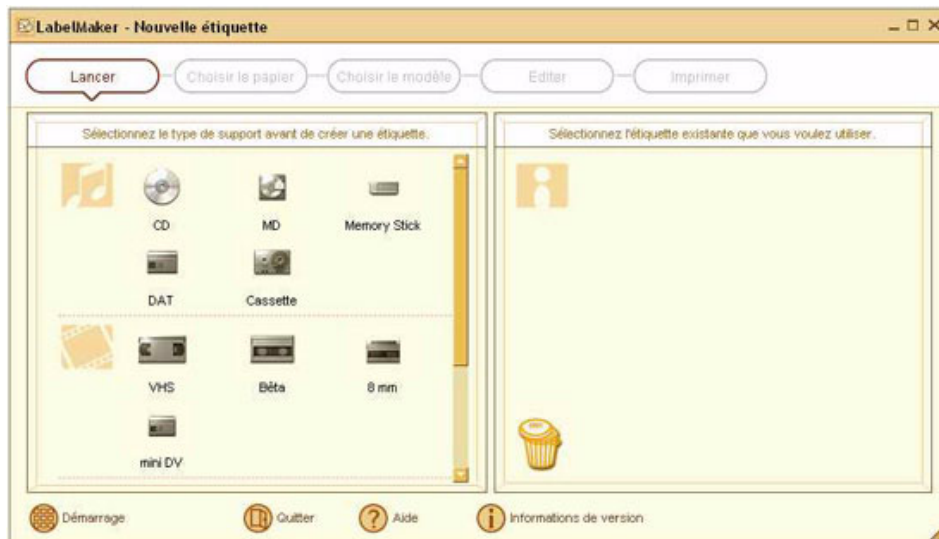 LabelMaker - Nouvelle étiquette
Lancer
Choisir le papier
Choisir le modèle
Editer
Imprimer
Sélectionnez le type de support avant de créer une étiquette.
Sélectionnez l'étiquette existante que vous voulez utiliser.
CD MD Memory Stick
DAT Cassette
VHS Bêta 8 mm
mini DV
Démarrage Quitter Aide Informations de version